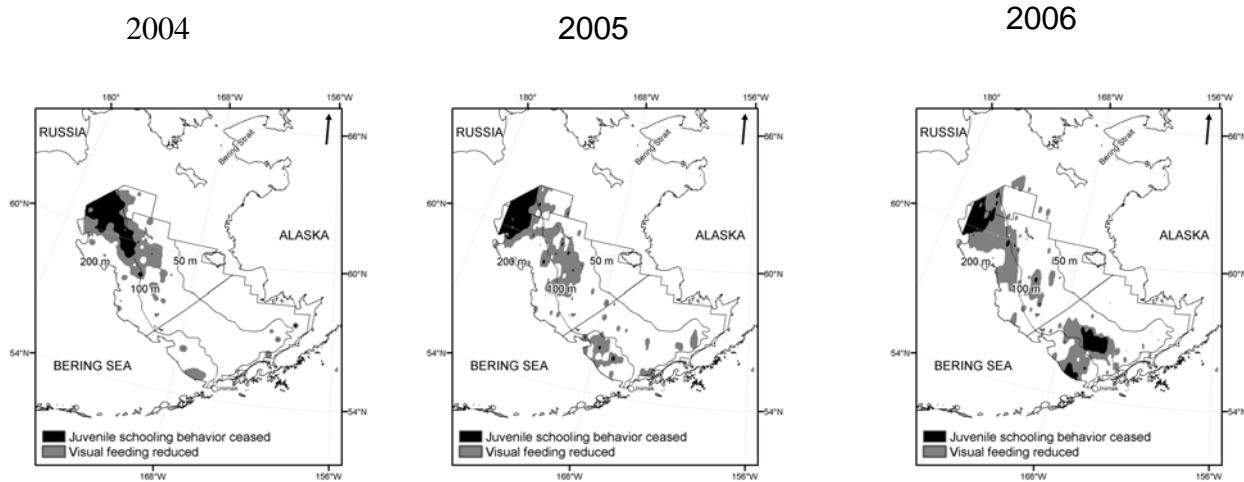 2004
2005
2006
180°
168°W
156°W
RUSSIA
Bering Strait
66°N
60°N
ALASKA
200 m
50 m
60°N
100 m
54°N
BERING SEA
Unimak
54°N
Juvenile schooling behavior ceased
Visual feeding reduced
168°W
156°W
180°
168°W
156°W
RUSSIA
Bering Strait
66°N
60°N
ALASKA
200 m
50 m
60°N
100 m
54°N
BERING SEA
Unimak
54°N
Juvenile schooling behavior ceased
Visual feeding reduced
168°W
156°W
180°
168°W
156°W
RUSSIA
Bering Strait
66°N
60°N
ALASKA
200 m
50 m
60°N
100 m
54°N
BERING SEA
Unimak
54°N
Juvenile schooling behavior ceased
Visual feeding reduced
168°W
156°W